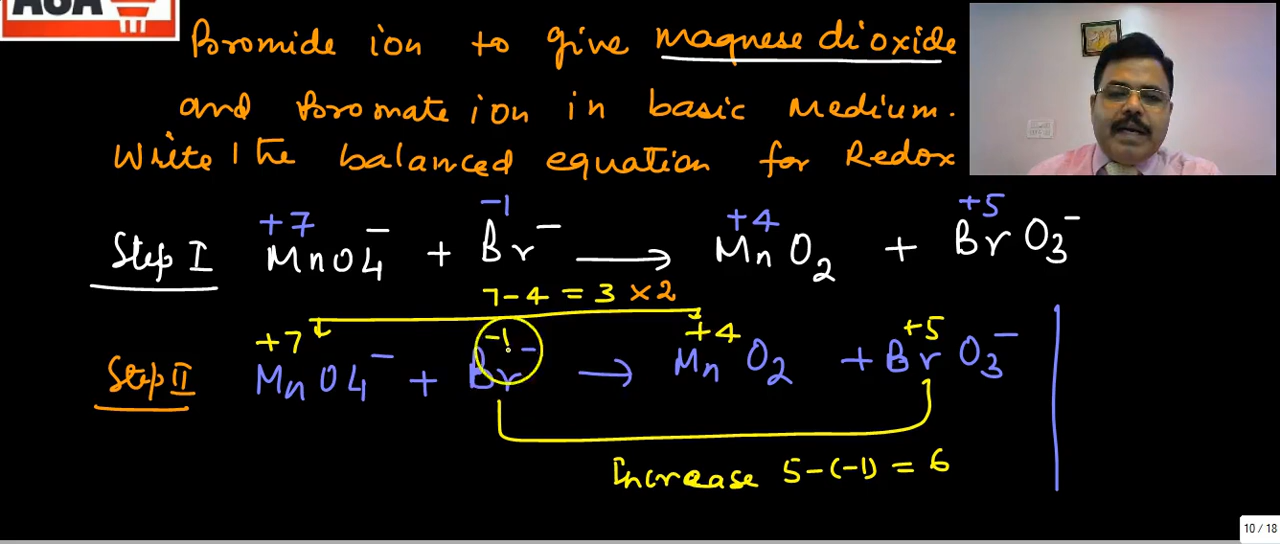 ASA
Bromide ion to give magnese dioxide
and Bromate ion in basic Medium.
Write the balanced equation for Redox
+7 -1 +4 +5
Step I MnO4⁻ + Br⁻ → MnO₂ + BrO₃⁻
7-4 = 3 ×2
+7 -1 +4 +5
Step II MnO4⁻ + Br⁻ → MnO₂ + BrO₃⁻
Increase 5-(-1) = 6
10 / 18